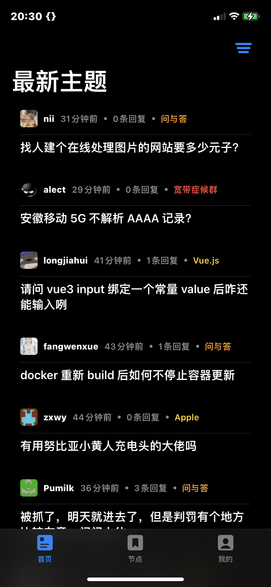 20:30 {}
最新主题
nii 31分钟前 • 0条回复 • 问与答
找人建个在线处理图片的网站要多少元子?
alect 29分钟前 • 0条回复 • 宽带症候群
安徽移动 5G 不解析 AAAA 记录?
longjiahui 41分钟前 • 1条回复 • Vue.js
请问 vue3 input 绑定一个常量 value 后咋还
能输入咧
fangwenxue 43分钟前 • 1条回复 • 问与答
docker 重新 build 后如何不停止容器更新
zxwy 44分钟前 • 0条回复 • Apple
有用努比亚小黄人充电头的大佬吗
Pumilk 36分钟前 • 3条回复 • 问与答
被抓了，明天就进去了，但是判罚有个地方
首页 节点 我的